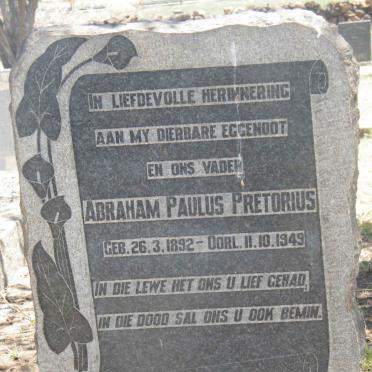 IN LIEFDEVOLLE HERINNERING
AAN MY DIERBARE EGGENOOT
EN ONS VADER
ABRAHAM PAULUS PRETORIUS
GEB. 26.3.1892 - OORL. 11.10.1949
IN DIE LEWE HET ONS U LIEF GEHAD,
IN DIE DOOD SAL ONS U OOK BEMIN.